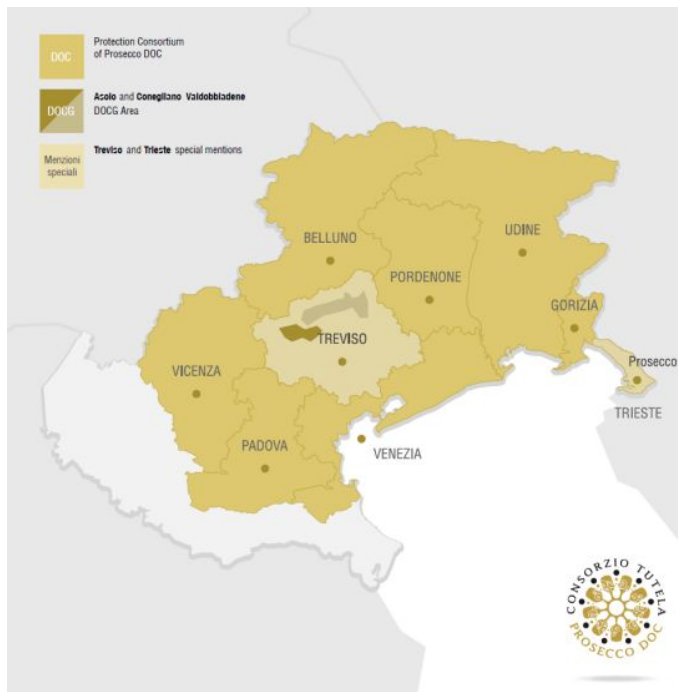 DOC
Protection Consortium
of Prosecco DOC
DOCG
Asolo and Conegliano Valdobbiadene
DOCG Area
Menzioni
speciali
Treviso and Trieste special mentions
BELLUNO
UDINE
PORDENONE
GORIZIA
TREVISO
VICENZA
Prosecco
TRIESTE
PADOVA
VENEZIA
CONSORZIO TUTELA
PROSECCO DOC